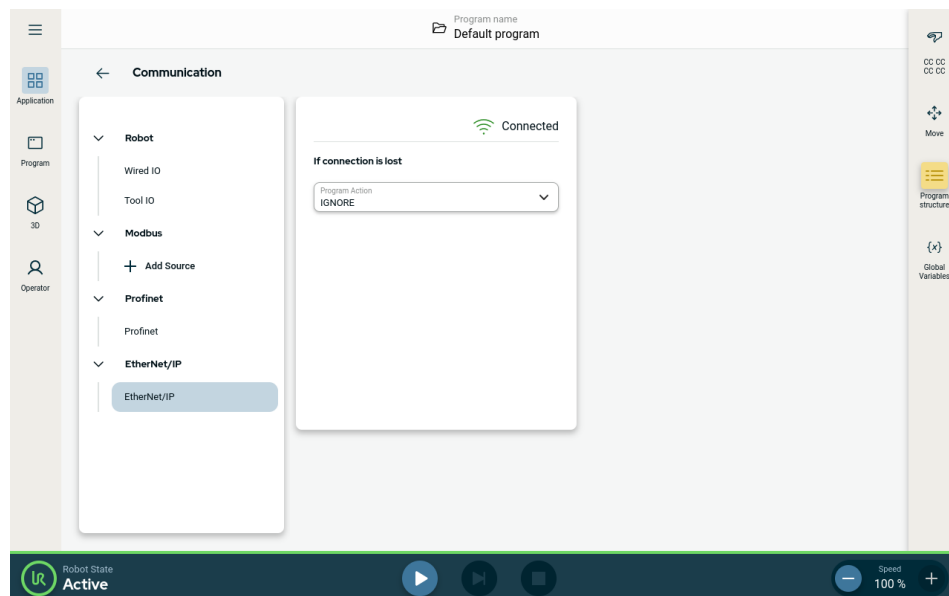 Program name
Default program
Communication
Application
Program
3D
Operator
Robot
Wired IO
Tool IO
Modbus
Add Source
Profinet
Profinet
EtherNet/IP
EtherNet/IP
Connected
If connection is lost
Program Action
IGNORE
CC CC
CC CC
Move
Program
structure
{x}
Global
Variables
UR
Robot State
Active
Speed
100 %